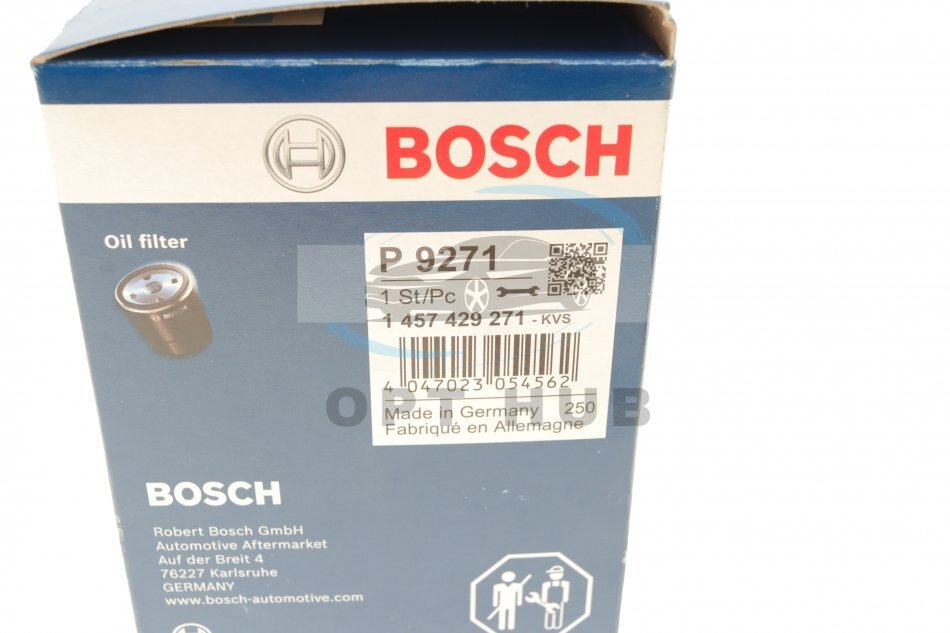 BOSCH
Oil filter
BOSCH
P 9271
1 St/Pc
1 457 429 271 - KVS
4 047023 054562
Made in Germany 250
Fabriqué en Allemagne
OPT HUB
BOSCH
Robert Bosch GmbH
Automotive Aftermarket
Auf der Breit 4
76227 Karlsruhe
GERMANY
www.bosch-automotive.com